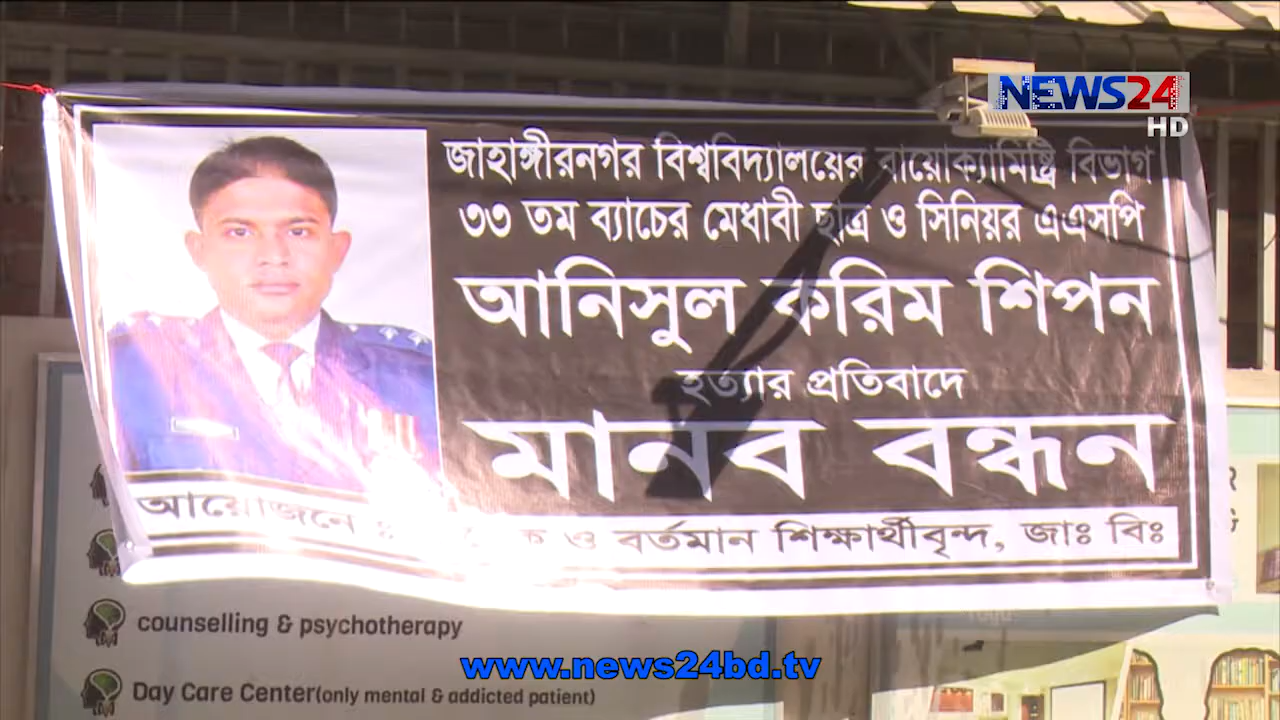 NEWS24
HD
জাহাঙ্গীরনগর বিশ্ববিদ্যালয়ের বায়োক্যামিষ্ট্রি বিভাগ
৩৩ তম ব্যাচের মেধাবী ছাত্র ও সিনিয়র এএসপি
আনিসুল করিম শিপন
হত্যার প্রতিবাদে
মানব বন্ধন
আয়োজনে ঃ ও বর্তমান শিক্ষার্থীবৃন্দ, জাঃ বিঃ
counselling & psychotherapy
www.news24bd.tv
Day Care Center(only mental & addicted patient)